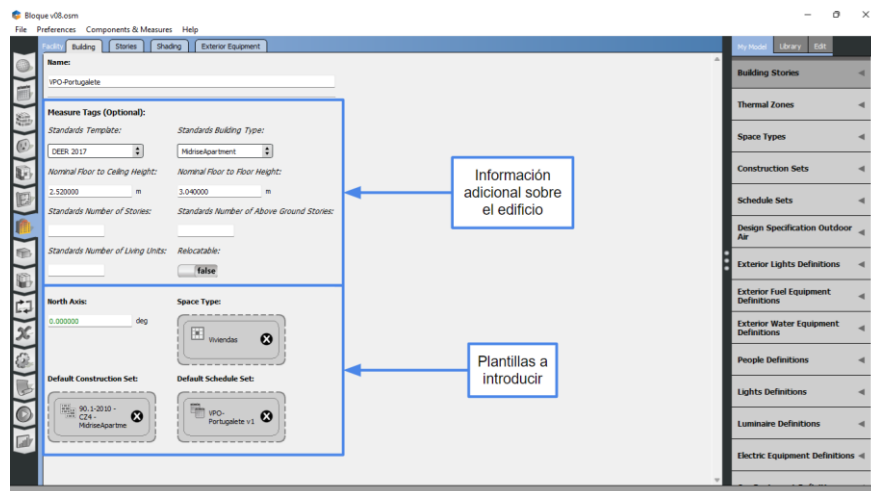 Bloque v08.osm
File Preferences Components & Measures Help
Facility Building Stories Shading Exterior Equipment
My Model Library Edit
Name:
VPO-Portugalete
Measure Tags (Optional):
Standards Template: Standards Building Type:
DEER 2017 MidriseApartment
Nominal Floor to Ceiling Height: Nominal Floor to Floor Height:
2.520000 m 3.040000 m
Standards Number of Stories: Standards Number of Above Ground Stories:
Standards Number of Living Units: Relocatable:
false
North Axis: Space Type:
0.000000 deg
Viviendas
Default Construction Set: Default Schedule Set:
90.1-2010 -
CZ4 -
MidriseApartme
VPO-
Portugalete v1
Información
adicional sobre
el edificio
Plantillas a
introducir
Building Stories
Thermal Zones
Space Types
Construction Sets
Schedule Sets
Design Specification Outdoor
Air
Exterior Lights Definitions
Exterior Fuel Equipment
Definitions
Exterior Water Equipment
Definitions
People Definitions
Lights Definitions
Luminaire Definitions
Electric Equipment Definitions